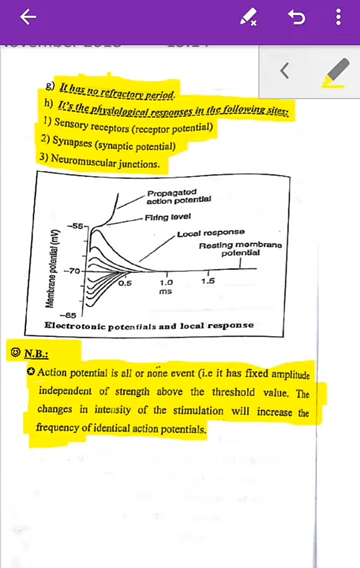 g) It has no refractory period.
h) It's the physiological responses in the following sites:
1) Sensory receptors (receptor potential)
2) Synapses (synaptic potential)
3) Neuromuscular junctions.
Propagated
action potential
-55
Firing level
Local response
Resting membrane
potential
Membrane potential (mV)
-70
0.5
1.0
1.5
ms
-85
Electrotonic potentials and local response
N.B.:
Action potential is all or none event (i.e it has fixed amplitude
independent of strength above the threshold value. The
changes in intensity of the stimulation will increase the
frequency of identical action potentials.